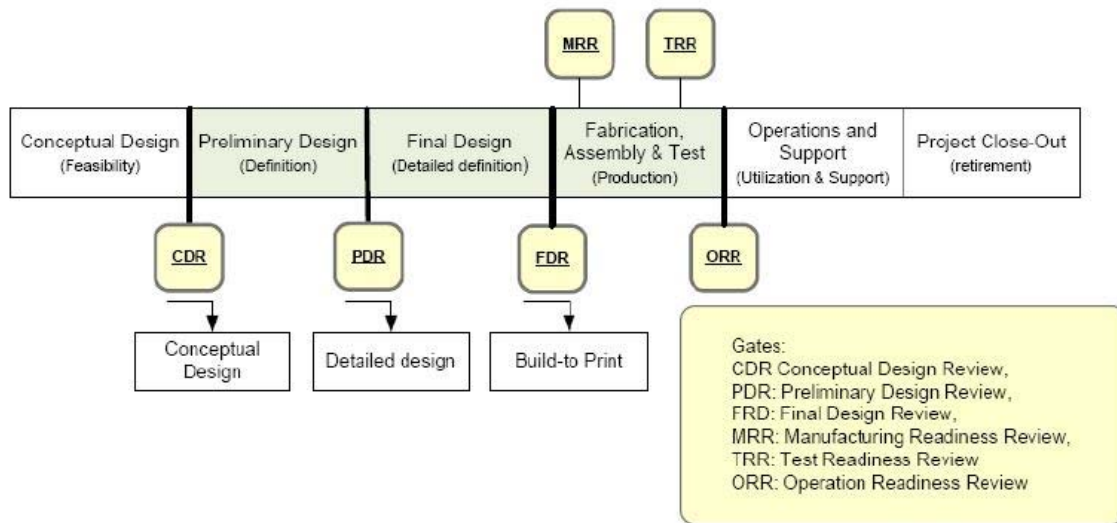 MRR
TRR
Conceptual Design
(Feasibility)
Preliminary Design
(Definition)
Final Design
(Detailed definition)
Fabrication,
Assembly & Test
(Production)
Operations and
Support
(Utilization & Support)
Project Close-Out
(retirement)
CDR
PDR
FDR
ORR
Conceptual
Design
Detailed design
Build-to Print
Gates:
CDR Conceptual Design Review,
PDR: Preliminary Design Review,
FRD: Final Design Review,
MRR: Manufacturing Readiness Review,
TRR: Test Readiness Review
ORR: Operation Readiness Review